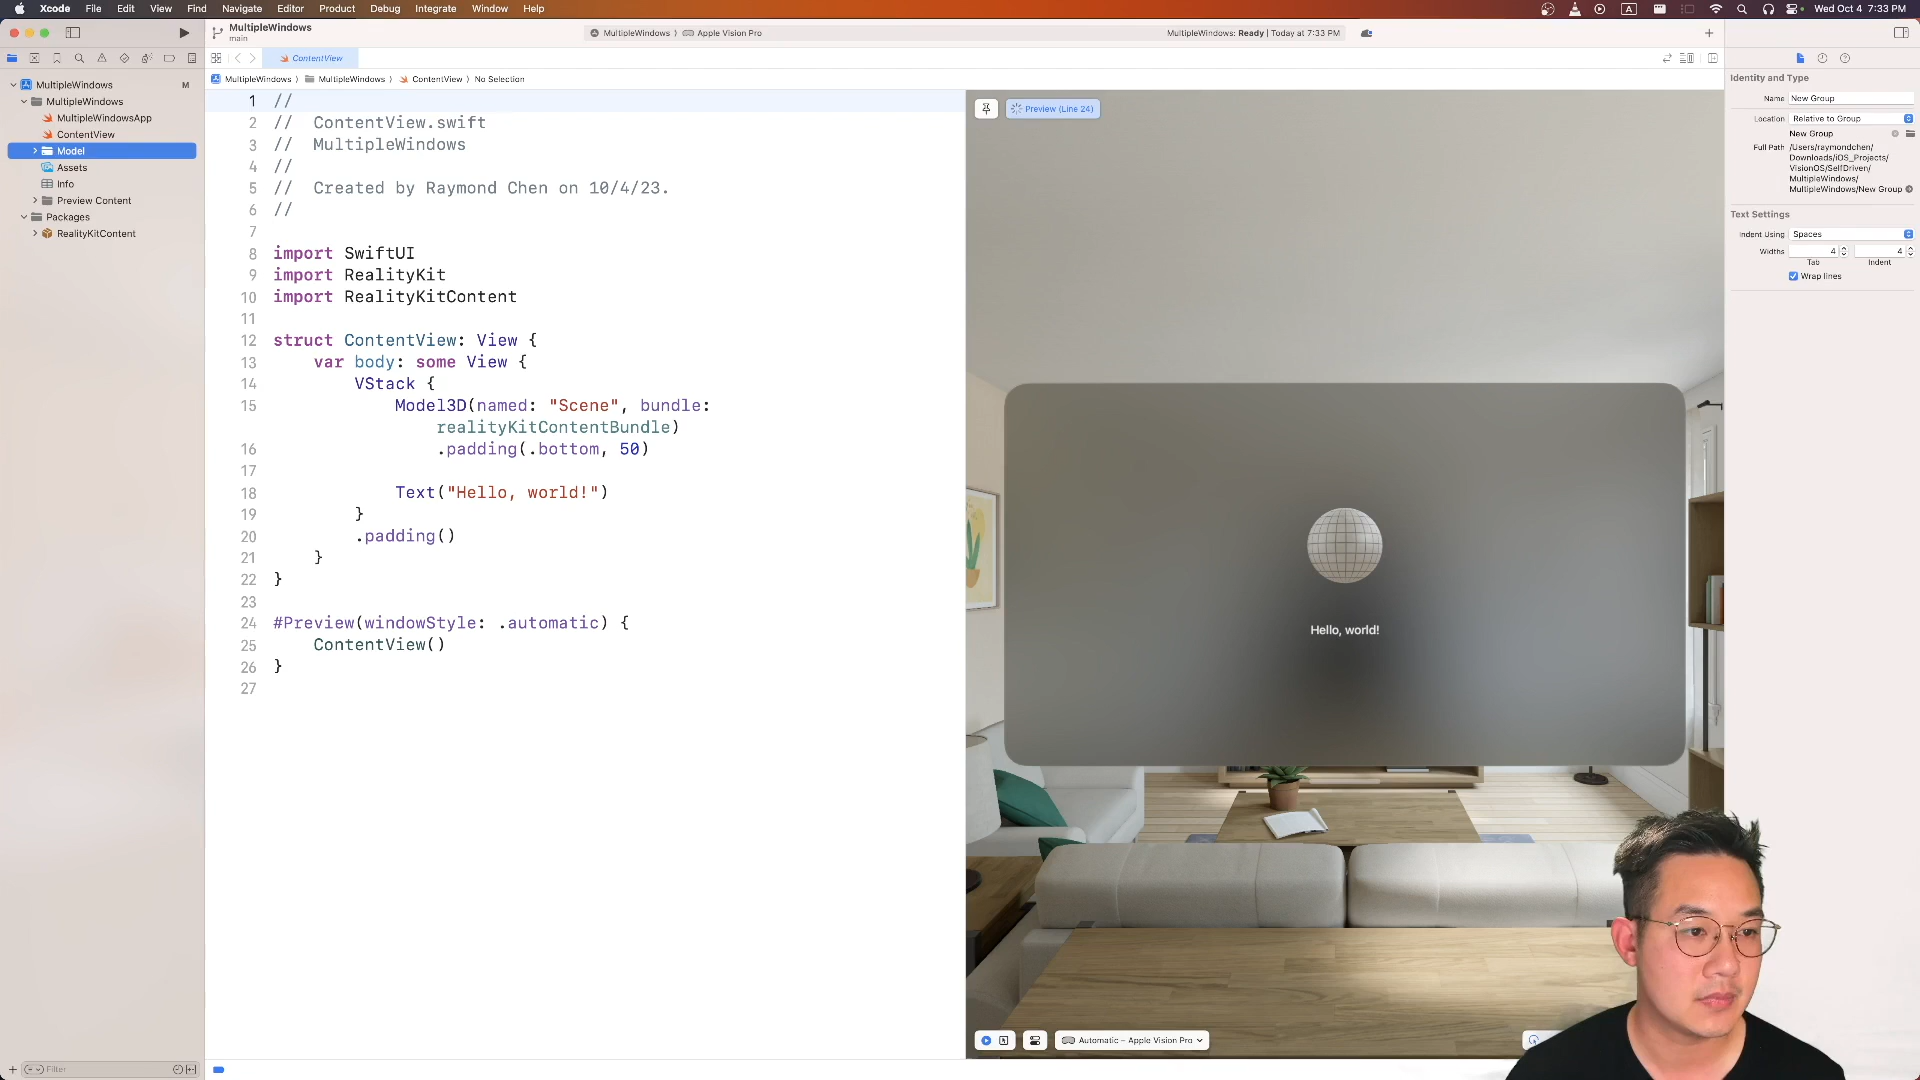 Xcode File Edit View Find Navigate Editor Product Debug Integrate Window Help
A Wed Oct 4 7:33 PM
MultipleWindows
main
MultipleWindows ⟩ Apple Vision Pro
MultipleWindows: Ready | Today at 7:33 PM
ContentView
MultipleWindows ⟩ MultipleWindows ⟩ ContentView ⟩ No Selection
MultipleWindows M
MultipleWindows
MultipleWindowsApp
ContentView
Model
Assets
Info
Preview Content
Packages
RealityKitContent
Filter
1 //
2 //  ContentView.swift
3 //  MultipleWindows
4 //
5 //  Created by Raymond Chen on 10/4/23.
6 //
7
8 import SwiftUI
9 import RealityKit
10 import RealityKitContent
11
12 struct ContentView: View {
13     var body: some View {
14         VStack {
15             Model3D(named: "Scene", bundle:
                realityKitContentBundle)
16                 .padding(.bottom, 50)
17
18             Text("Hello, world!")
19         }
20         .padding()
21     }
22 }
23
24 #Preview(windowStyle: .automatic) {
25     ContentView()
26 }
27
Preview (Line 24)
Hello, world!
Automatic – Apple Vision Pro
Identity and Type
Name New Group
Location Relative to Group
New Group
Full Path /Users/raymondchen/
Downloads/iOS_Projects/
VisionOS/SelfDriven/
MultipleWindows/
MultipleWindows/New Group
Text Settings
Indent Using Spaces
Widths 4 4
Tab Indent
Wrap lines